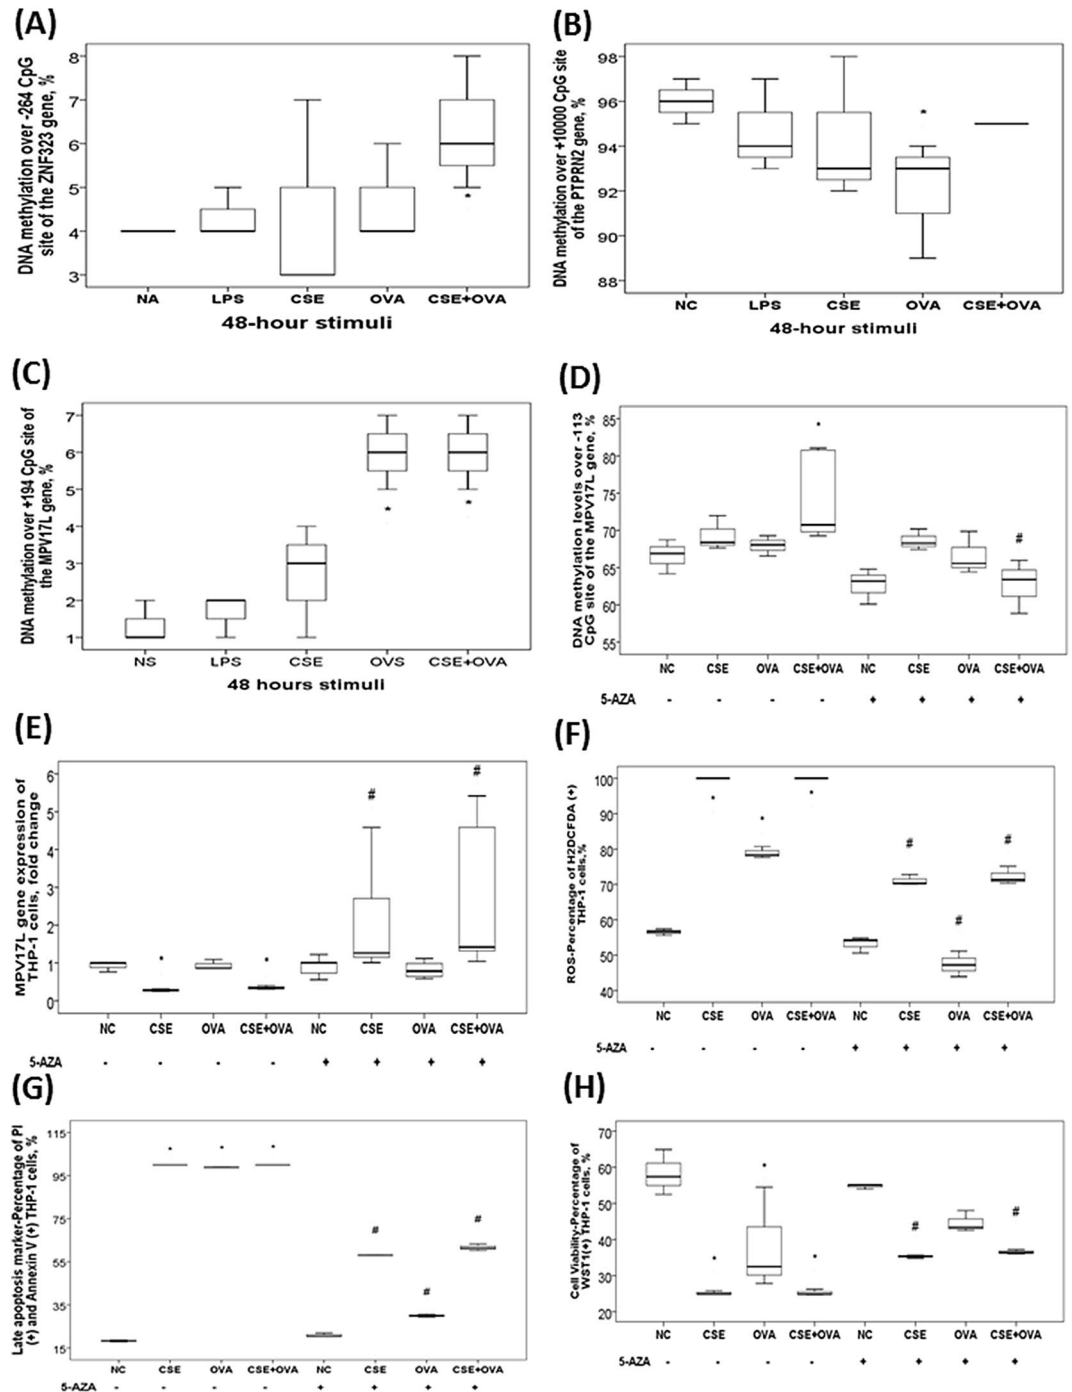 (A)
DNA methylation over -264 CpG
site of the ZNF323 gene, %
8
7
6
5
4
3
*
NA LPS CSE OVA CSE+OVA
48-hour stimuli
(B)
DNA methylation over +10000 CpG site
of the PTPRN2 gene, %
98
96
94
92
90
88
*
NC LPS CSE OVA CSE+OVA
48-hour stimuli
(C)
DNA methylation over +194 CpG site of
the MPV17L gene, %
7
6
5
4
3
2
1
* *
NS LPS CSE OVS CSE+OVA
48 hours stimuli
(D)
DNA methylation levels over -113
CpG site of the MPV17L gene, %
85
80
75
70
65
60
55
* #
NC CSE OVA CSE+OVA NC CSE OVA CSE+OVA
5-AZA - - - - + + + +
(E)
MPV17L gene expression of
THP-1 cells, fold change
6
5
4
3
2
1
0
* * # #
NC CSE OVA CSE+OVA NC CSE OVA CSE+OVA
5-AZA - - - - + + + +
(F)
ROS-Percentage of H2DCFDA (+)
THP-1 cells,%
100
90
80
70
60
50
40
* * * # # #
NC CSE OVA CSE+OVA NC CSE OVA CSE+OVA
5-AZA - - - - + + + +
(G)
Late apoptosis marker-Percentage of PI
(+) and Annexin V (+) THP-1 cells, %
115
95
75
55
35
15
* * * # # #
NC CSE OVA CSE+OVA NC CSE OVA CSE+OVA
5-AZA - - - - + + + +
(H)
Cell Viability-Percentage of
WST1(+) THP-1 cells, %
70
60
50
40
30
20
* * * # #
NC CSE OVA CSE+OVA NC CSE OVA CSE+OVA
5-AZA - - - - + + + +